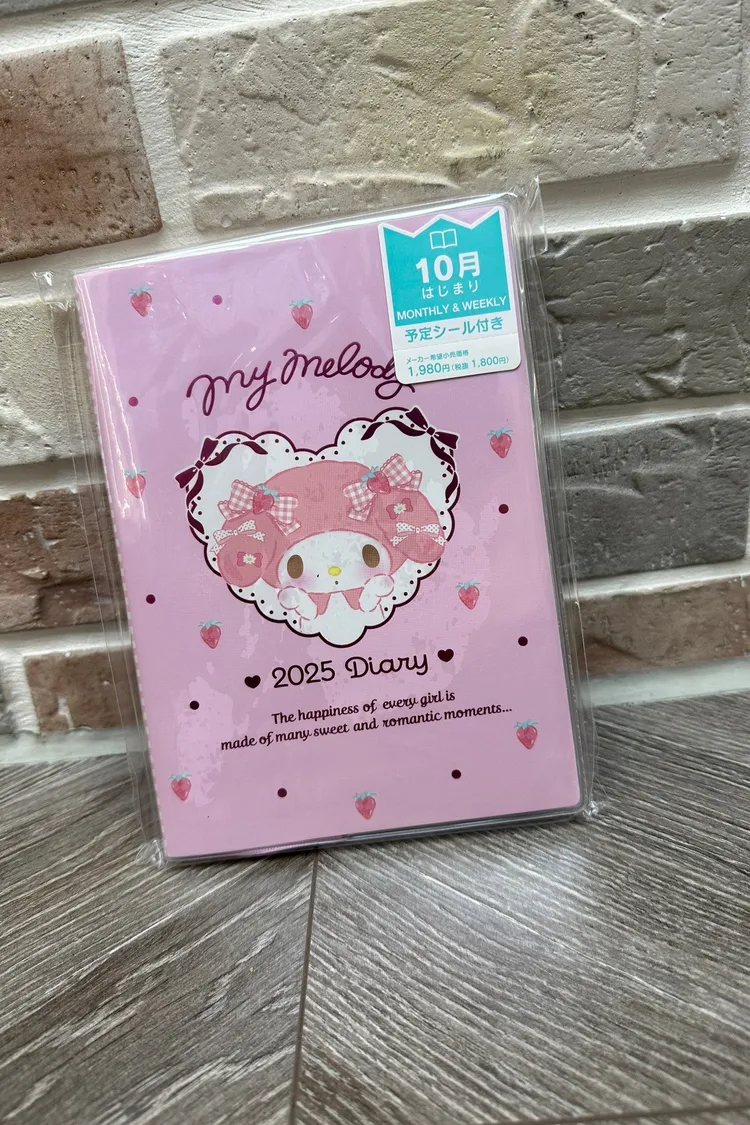 10月
はじまり
MONTHLY & WEEKLY
予定シール付き
メーカー希望小売価格
1,980円(税抜 1,800円)
My Melody
2025 Diary
The happiness of every girl is
made of many sweet and romantic moments...